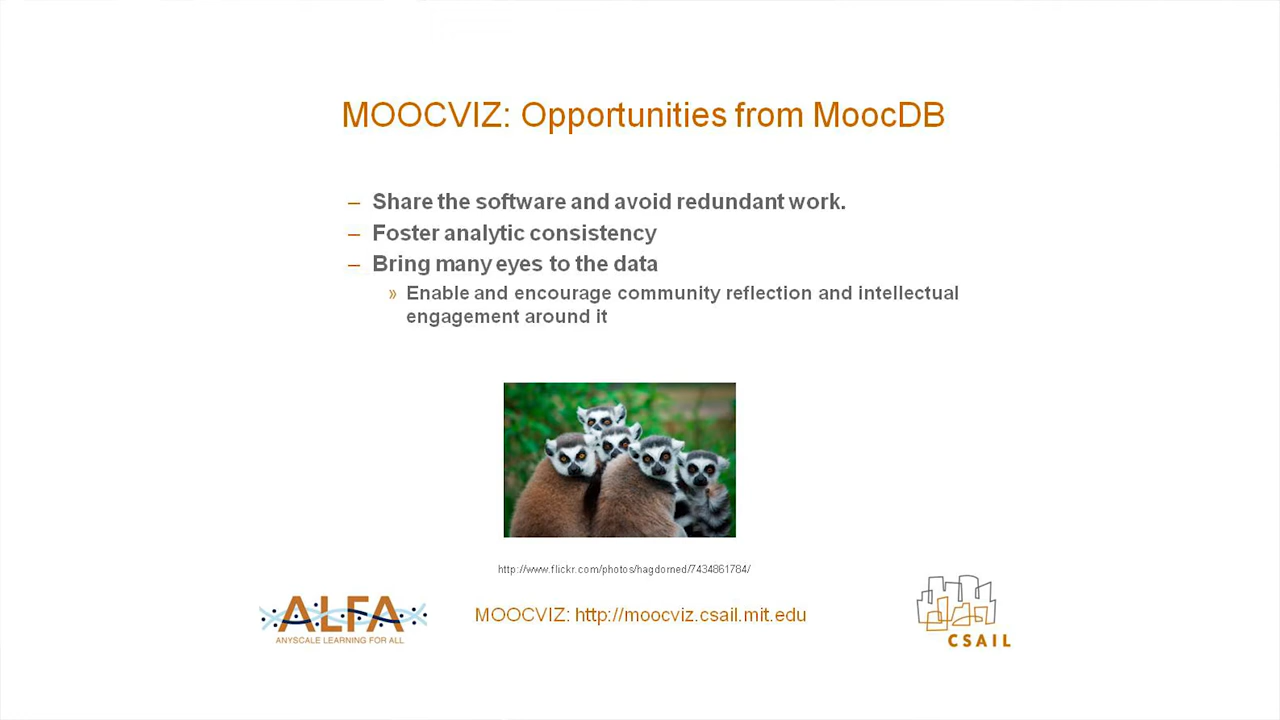 MOOCVIZ: Opportunities from MoocDB
– Share the software and avoid redundant work.
– Foster analytic consistency
– Bring many eyes to the data
» Enable and encourage community reflection and intellectual
engagement around it
http://www.flickr.com/photos/hagdorned/7434861784/
ALFA
ANYSCALE LEARNING FOR ALL
MOOCVIZ: http://moocviz.csail.mit.edu
CSAIL